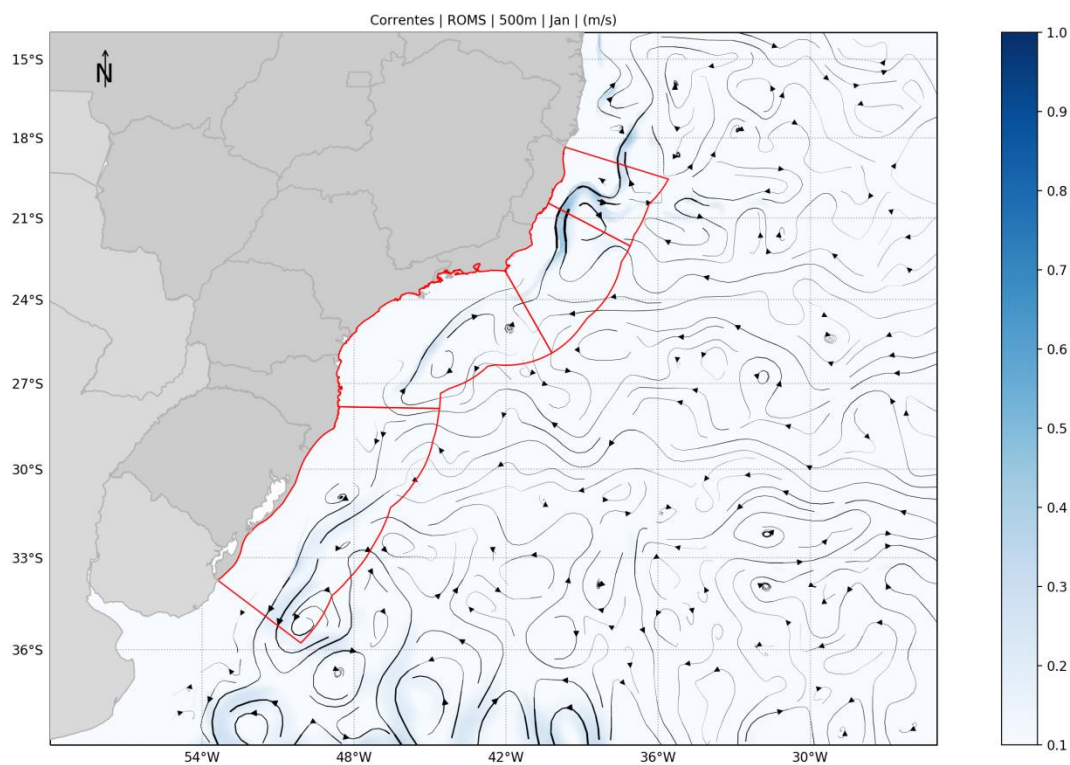 Correntes | ROMS | 500m | Jan | (m/s)
N
15°S
18°S
21°S
24°S
27°S
30°S
33°S
36°S
54°W
48°W
42°W
36°W
30°W
1.0
0.9
0.8
0.7
0.6
0.5
0.4
0.3
0.2
0.1